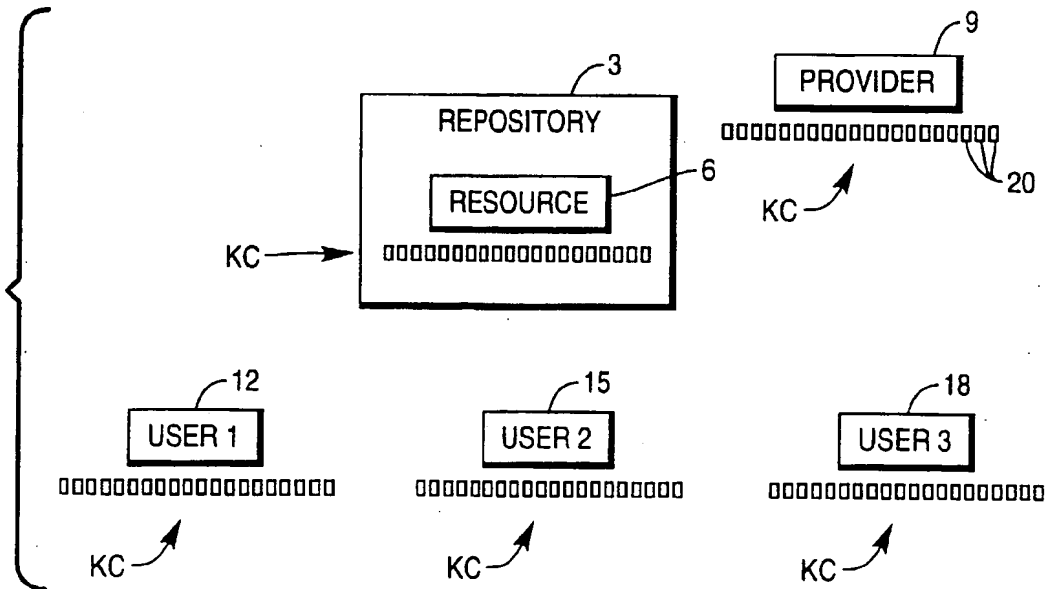 9
PROVIDER
3
REPOSITORY
6
RESOURCE
20
KC
KC
12
USER 1
15
USER 2
18
USER 3
KC
KC
KC